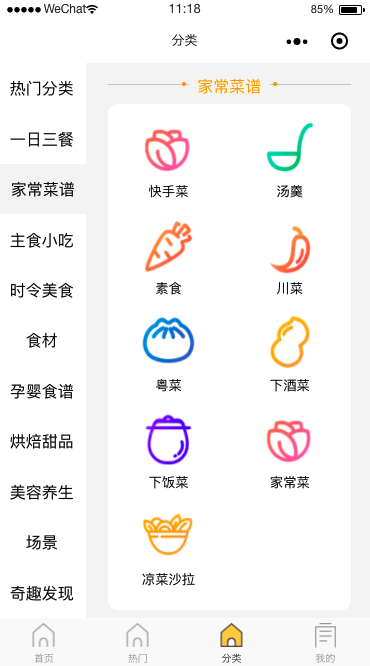 WeChat 11:18 85%
分类
热门分类
一日三餐
家常菜谱
主食小吃
时令美食
食材
孕婴食谱
烘焙甜品
美容养生
场景
奇趣发现
家常菜谱
快手菜 汤羹
素食 川菜
粤菜 下酒菜
下饭菜 家常菜
凉菜沙拉
首页 热门 分类 我的